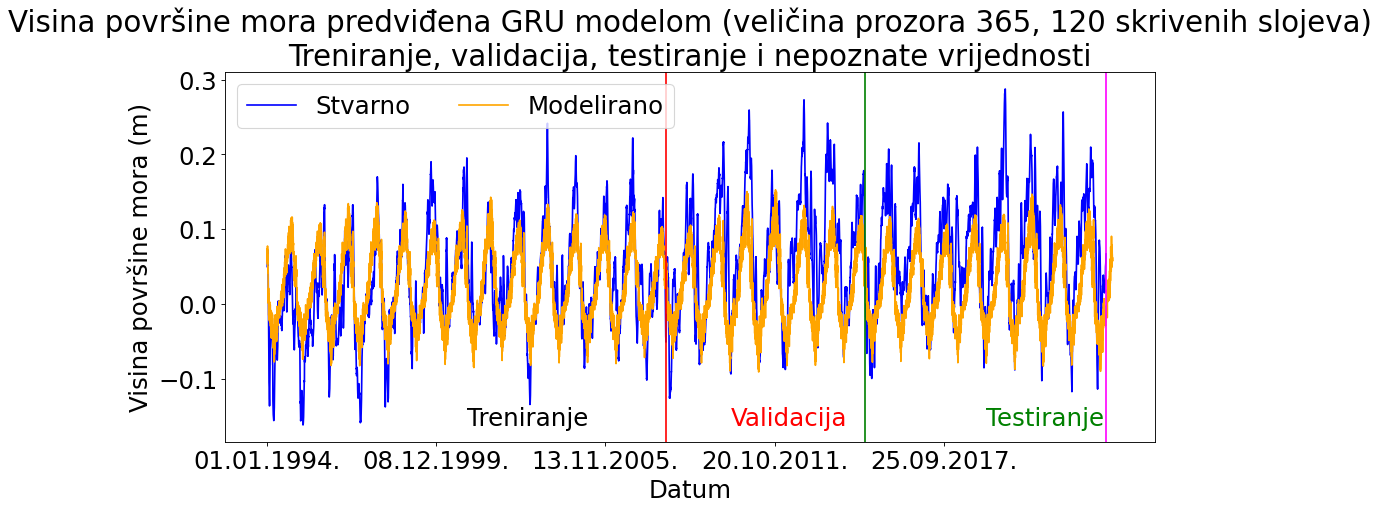 Visina površine mora predviđena GRU modelom (veličina prozora 365, 120 skrivenih slojeva)
Treniranje, validacija, testiranje i nepoznate vrijednosti
Stvarno
Modelirano
Visina površine mora (m)
0.3
0.2
0.1
0.0
−0.1
Treniranje
Validacija
Testiranje
01.01.1994.
08.12.1999.
13.11.2005.
20.10.2011.
25.09.2017.
Datum